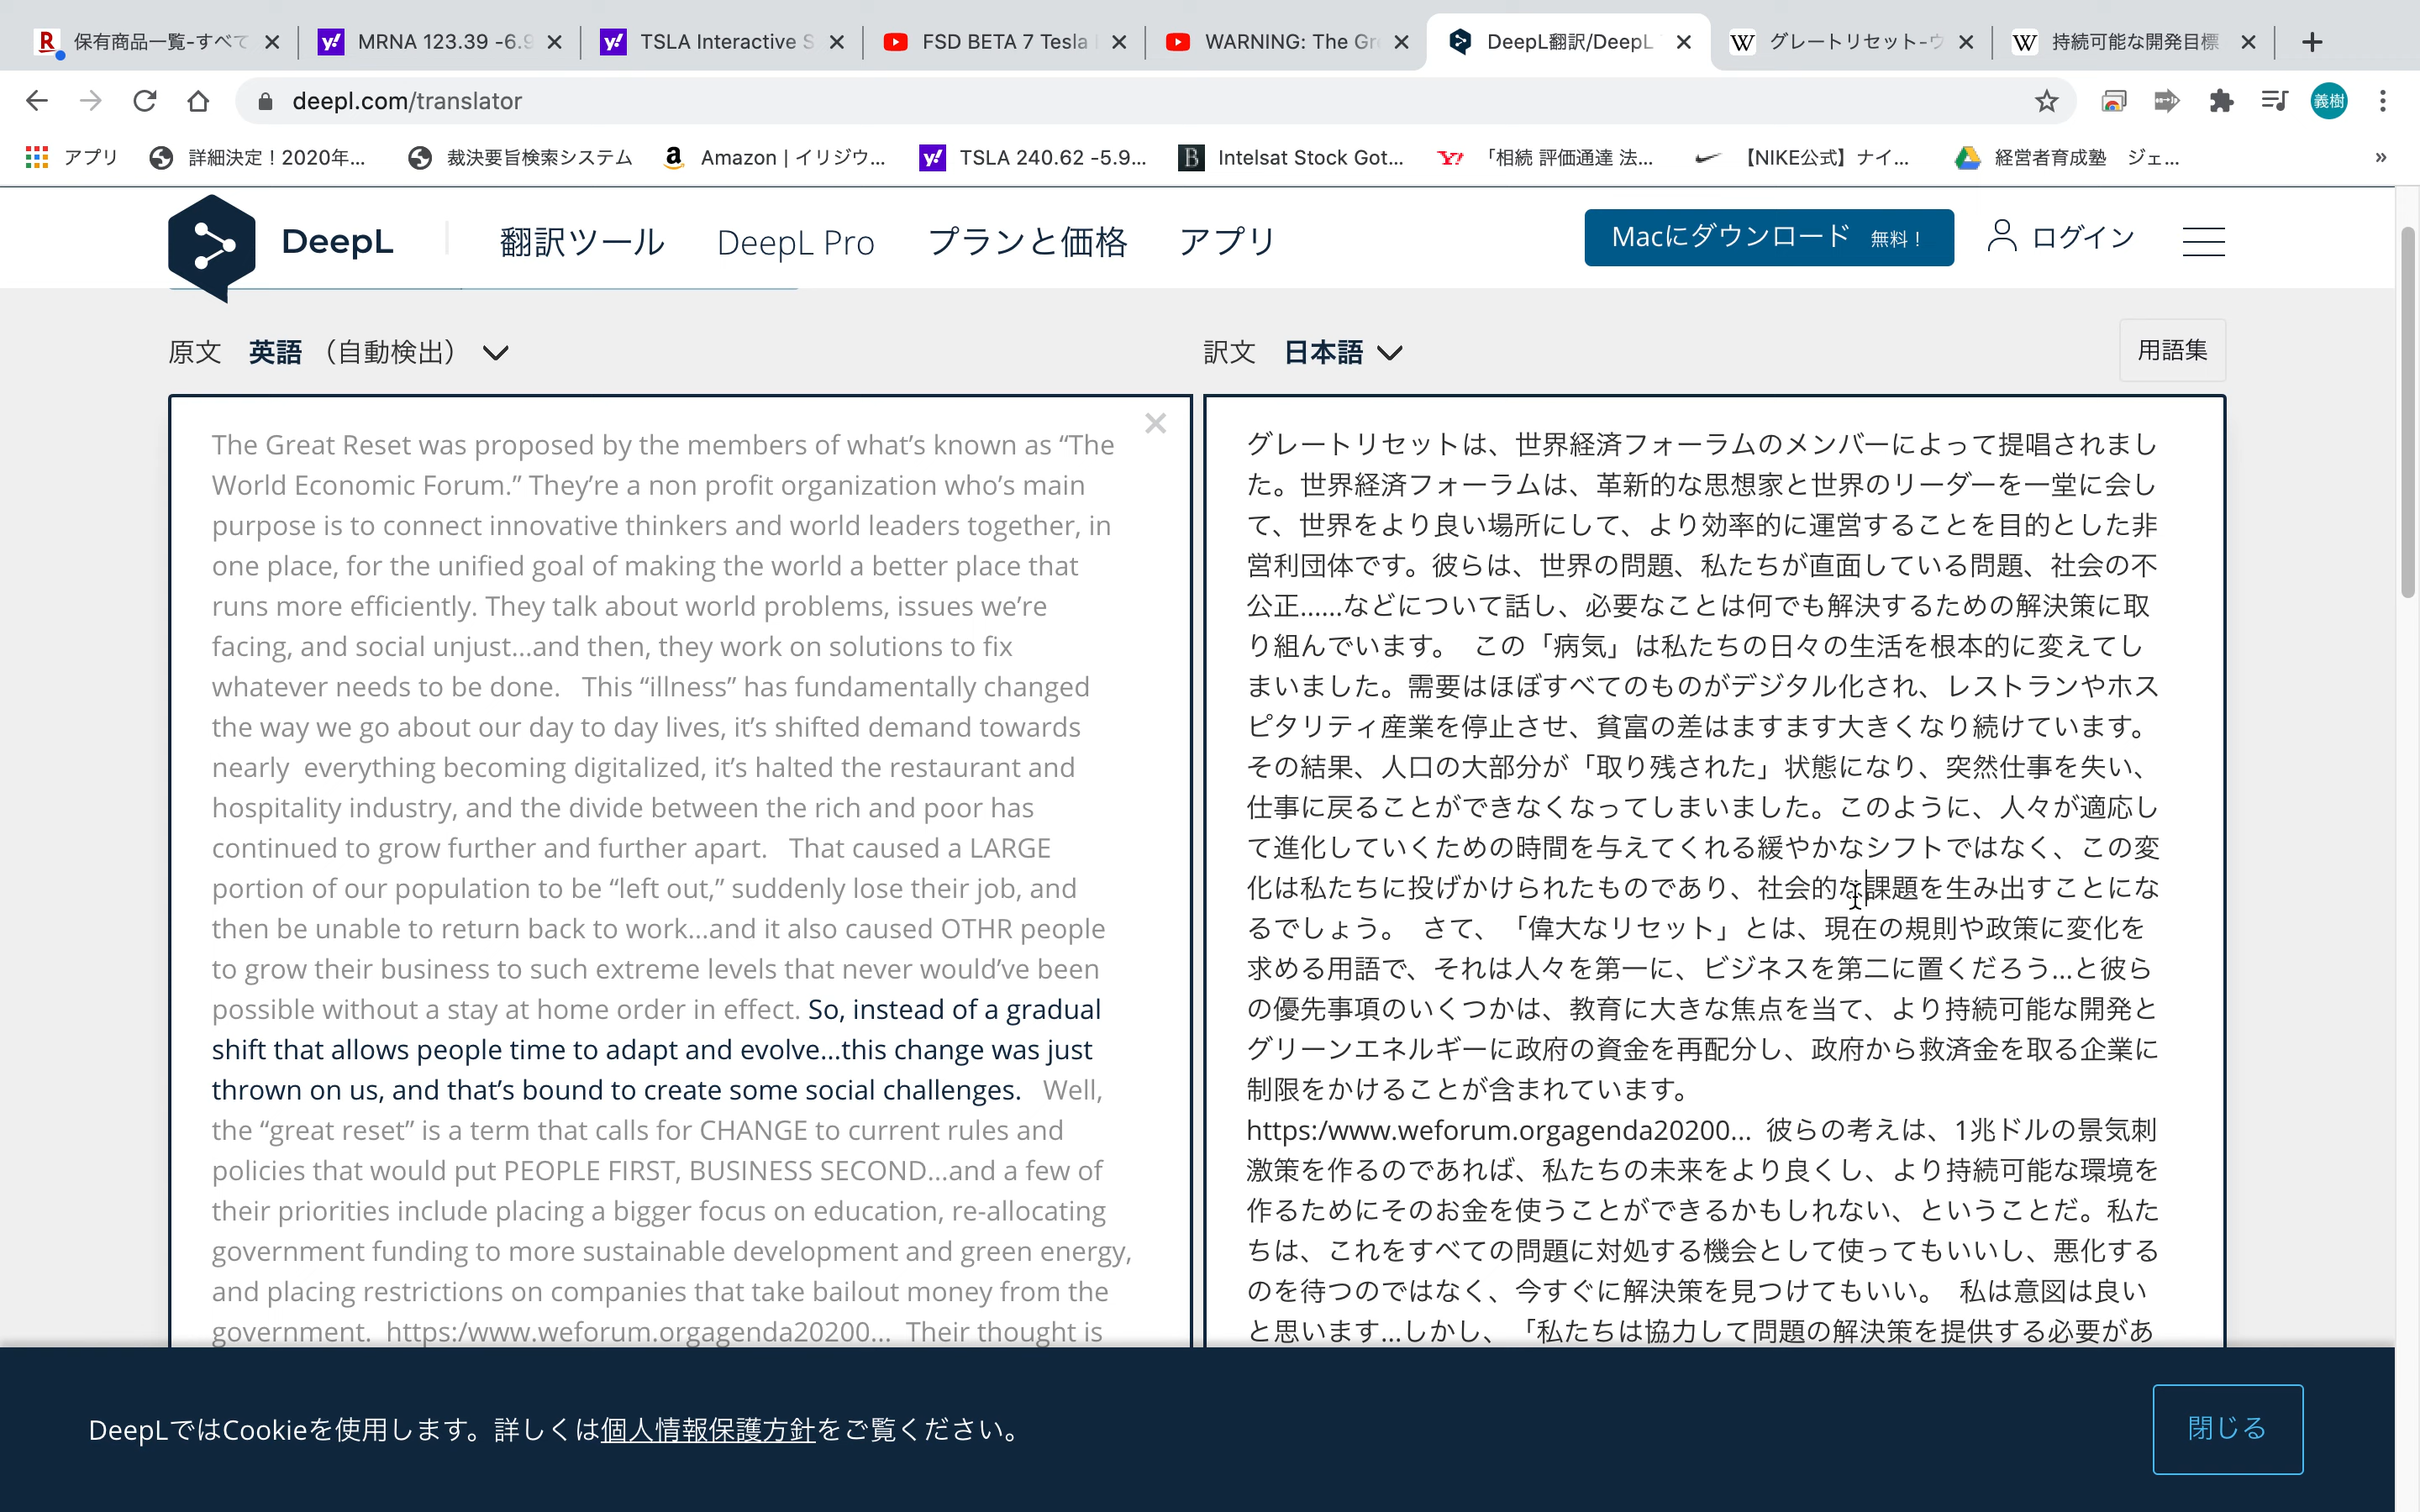 保有商品一覧-すべて
MRNA 123.39 -6.9
TSLA Interactive S
FSD BETA 7 Tesla
WARNING: The Gr
DeepL翻訳/DeepL
グレートリセット-ウ
持続可能な開発目標
deepl.com/translator
義樹
アプリ
詳細決定！2020年...
裁決要旨検索システム
Amazon | イリジウ...
TSLA 240.62 -5.9...
Intelsat Stock Got...
「相続 評価通達 法...
【NIKE公式】ナイ...
経営者育成塾 ジェ...
»
DeepL
翻訳ツール
DeepL Pro
プランと価格
アプリ
Macにダウンロード 無料！
ログイン
原文 英語 （自動検出）
訳文 日本語
用語集
The Great Reset was proposed by the members of what’s known as “The
World Economic Forum.” They’re a non profit organization who’s main
purpose is to connect innovative thinkers and world leaders together, in
one place, for the unified goal of making the world a better place that
runs more efficiently. They talk about world problems, issues we’re
facing, and social unjust...and then, they work on solutions to fix
whatever needs to be done.   This “illness” has fundamentally changed
the way we go about our day to day lives, it’s shifted demand towards
nearly  everything becoming digitalized, it’s halted the restaurant and
hospitality industry, and the divide between the rich and poor has
continued to grow further and further apart.   That caused a LARGE
portion of our population to be “left out,” suddenly lose their job, and
then be unable to return back to work...and it also caused OTHR people
to grow their business to such extreme levels that never would’ve been
possible without a stay at home order in effect. So, instead of a gradual
shift that allows people time to adapt and evolve...this change was just
thrown on us, and that’s bound to create some social challenges.   Well,
the “great reset” is a term that calls for CHANGE to current rules and
policies that would put PEOPLE FIRST, BUSINESS SECOND...and a few of
their priorities include placing a bigger focus on education, re-allocating
government funding to more sustainable development and green energy,
and placing restrictions on companies that take bailout money from the
government.  https:/www.weforum.orgagenda20200...  Their thought is
グレートリセットは、世界経済フォーラムのメンバーによって提唱されまし
た。世界経済フォーラムは、革新的な思想家と世界のリーダーを一堂に会し
て、世界をより良い場所にして、より効率的に運営することを目的とした非
営利団体です。彼らは、世界の問題、私たちが直面している問題、社会の不
公正......などについて話し、必要なことは何でも解決するための解決策に取
り組んでいます。 この「病気」は私たちの日々の生活を根本的に変えてし
まいました。需要はほぼすべてのものがデジタル化され、レストランやホス
ピタリティ産業を停止させ、貧富の差はますます大きくなり続けています。
その結果、人口の大部分が「取り残された」状態になり、突然仕事を失い、
仕事に戻ることができなくなってしまいました。このように、人々が適応し
て進化していくための時間を与えてくれる緩やかなシフトではなく、この変
化は私たちに投げかけられたものであり、社会的な課題を生み出すことにな
るでしょう。 さて、「偉大なリセット」とは、現在の規則や政策に変化を
求める用語で、それは人々を第一に、ビジネスを第二に置くだろう...と彼ら
の優先事項のいくつかは、教育に大きな焦点を当て、より持続可能な開発と
グリーンエネルギーに政府の資金を再配分し、政府から救済金を取る企業に
制限をかけることが含まれています。
https:/www.weforum.orgagenda20200... 彼らの考えは、1兆ドルの景気刺
激策を作るのであれば、私たちの未来をより良くし、より持続可能な環境を
作るためにそのお金を使うことができるかもしれない、ということだ。私た
ちは、これをすべての問題に対処する機会として使ってもいいし、悪化する
のを待つのではなく、今すぐに解決策を見つけてもいい。 私は意図は良い
と思います...しかし、「私たちは協力して問題の解決策を提供する必要があ
DeepLではCookieを使用します。詳しくは個人情報保護方針をご覧ください。
閉じる